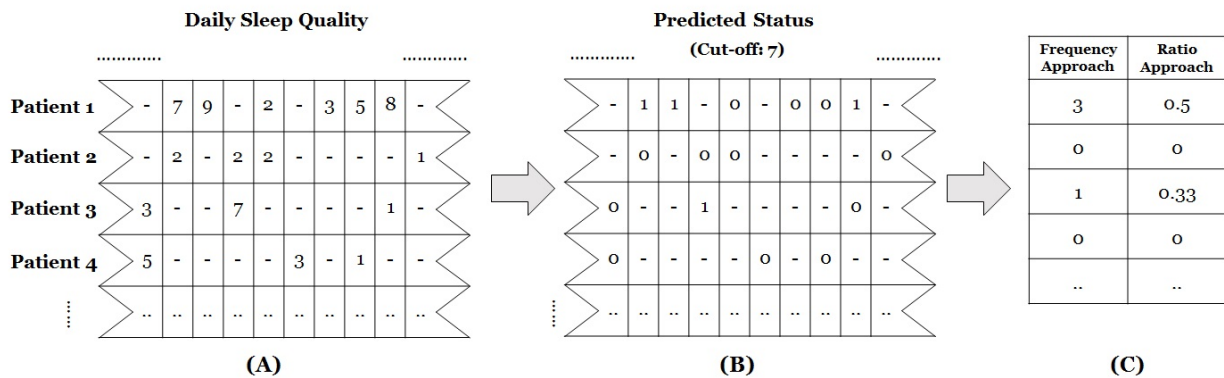 Daily Sleep Quality
Predicted Status
(Cut-off: 7)
.............. .............. .............. ..............
Frequency Approach Ratio Approach
Patient 1 - 7 9 - 2 - 3 5 8 - - 1 1 - 0 - 0 0 1 - 3 0.5
Patient 2 - 2 - 2 2 - - - - 1 - 0 - 0 0 - - - - 0 0 0
Patient 3 3 - - 7 - - - - 1 - 0 - - 1 - - - - 0 - 1 0.33
Patient 4 5 - - - - 3 - 1 - - 0 - - - - 0 - 0 - - 0 0
...... .. .. .. .. .. .. .. .. .. .. ...... .. .. .. .. .. .. .. .. .. .. .. ..
(A) (B) (C)